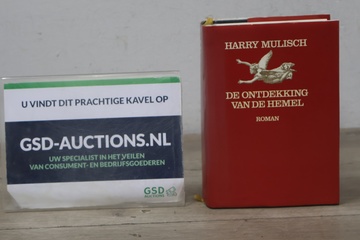 U VINDT DIT PRACHTIGE KAVEL OP
GSD-AUCTIONS.NL
UW SPECIALIST IN HET VEILEN
VAN CONSUMENT- EN BEDRIJFSGOEDEREN
GSD
AUCTIONS
HARRY MULISCH
DE ONTDEKKING
VAN DE HEMEL
ROMAN